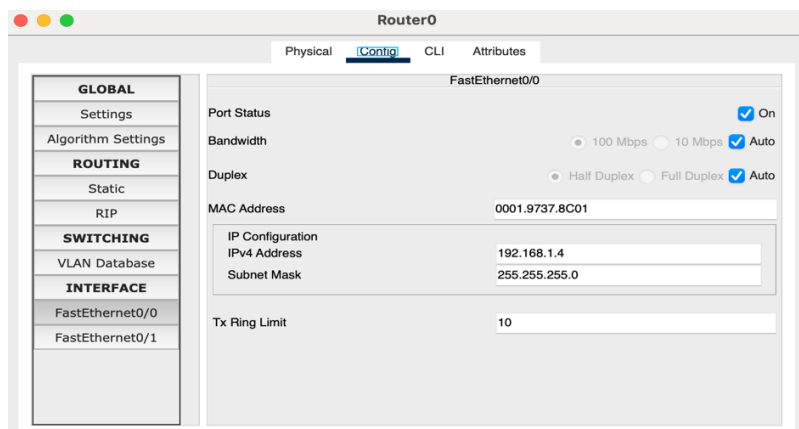 Router0
Physical Config CLI Attributes
GLOBAL
Settings
Algorithm Settings
ROUTING
Static
RIP
SWITCHING
VLAN Database
INTERFACE
FastEthernet0/0
FastEthernet0/1
FastEthernet0/0
Port Status On
Bandwidth 100 Mbps 10 Mbps Auto
Duplex Half Duplex Full Duplex Auto
MAC Address 0001.9737.8C01
IP Configuration
IPv4 Address 192.168.1.4
Subnet Mask 255.255.255.0
Tx Ring Limit 10